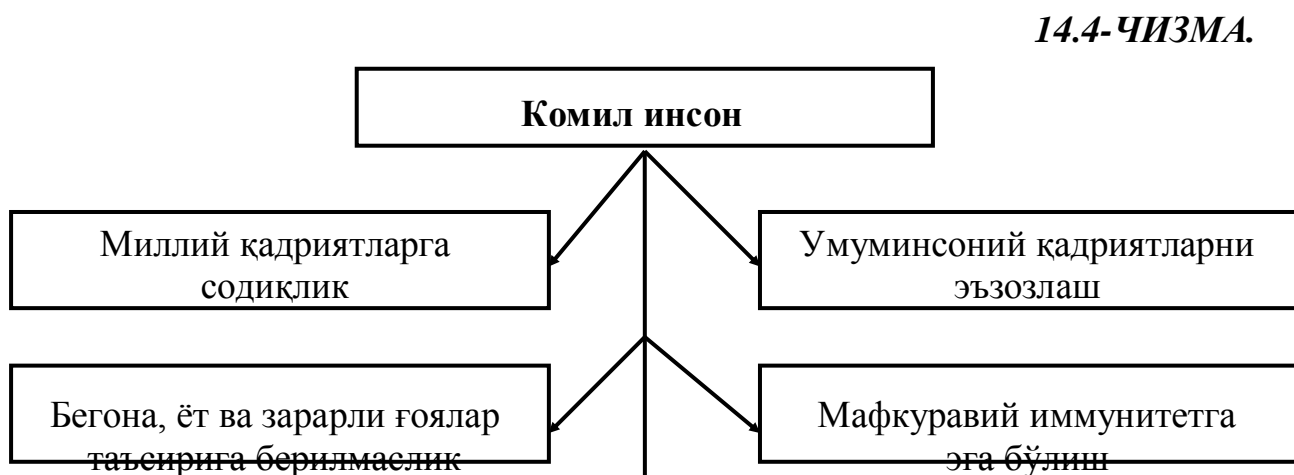 14.4-ЧИЗМА.
Комил инсон
Миллий қадриятларга
содиқлик
Умуминсоний қадриятларни
эъзозлаш
Бегона, ёт ва зарарли ғоялар
таъсирига берилмаслик
Мафкуравий иммунитетга
эга бўлиш